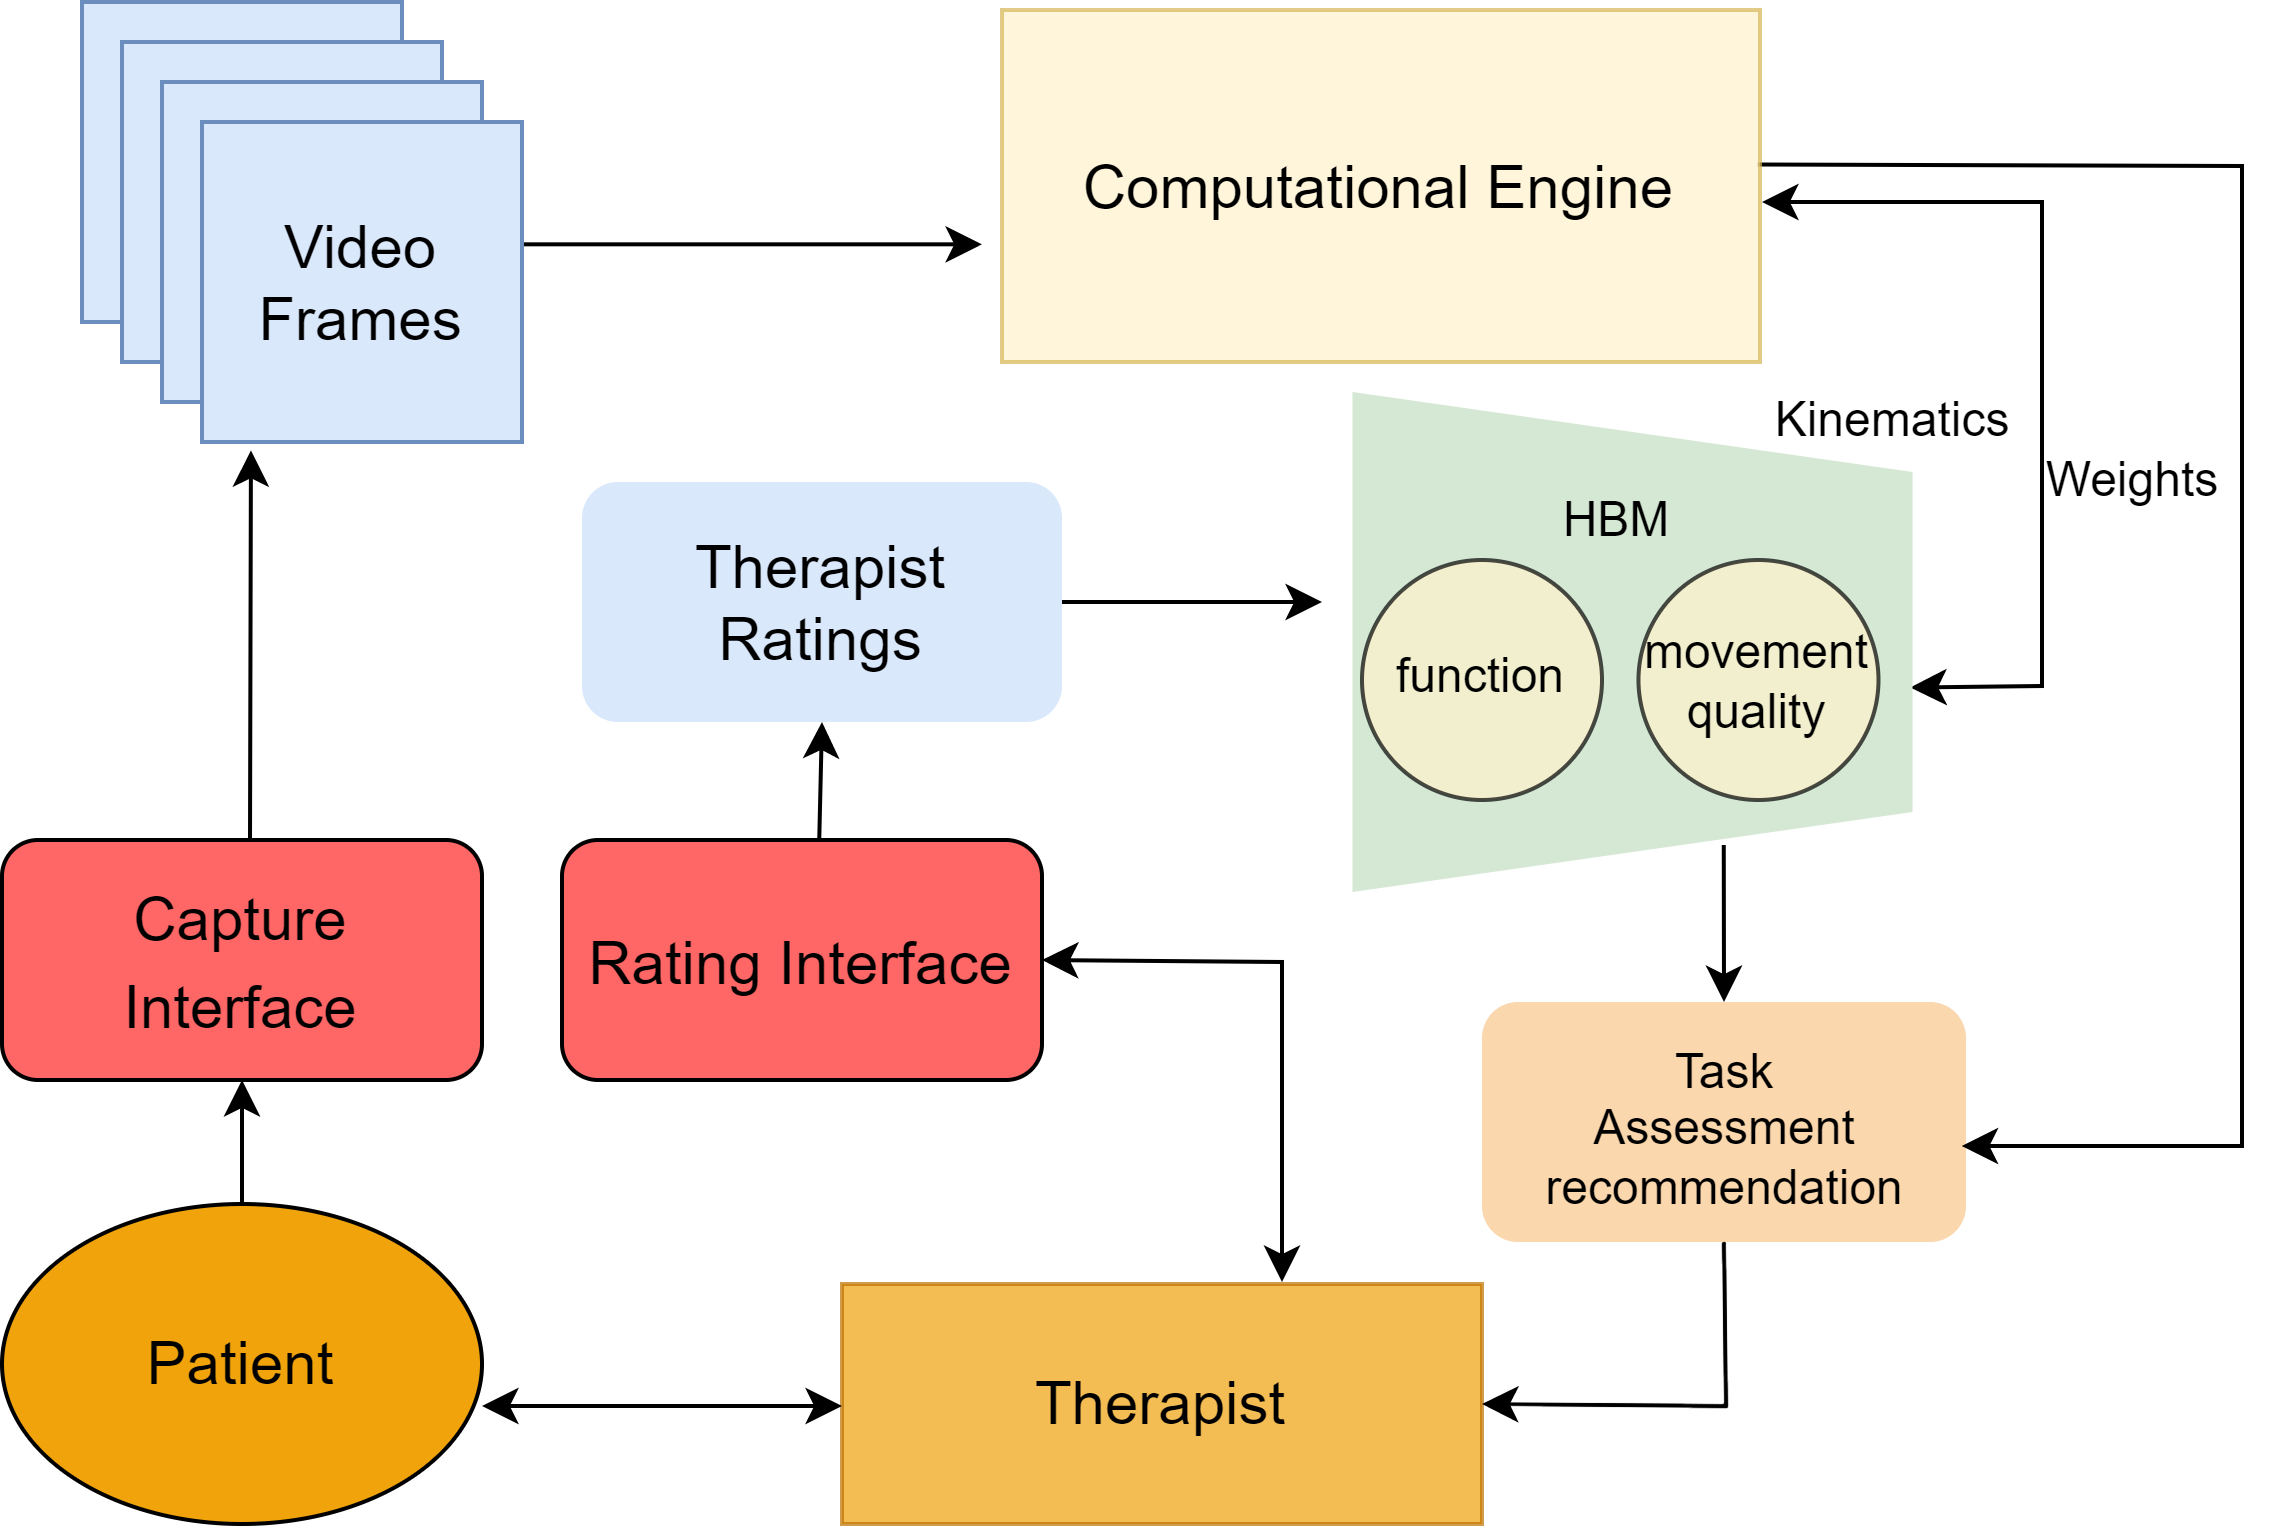 Video
Frames
Computational Engine
Kinematics
Weights
Therapist
Ratings
HBM
function
movement
quality
Capture
Interface
Rating Interface
Task
Assessment
recommendation
Patient
Therapist